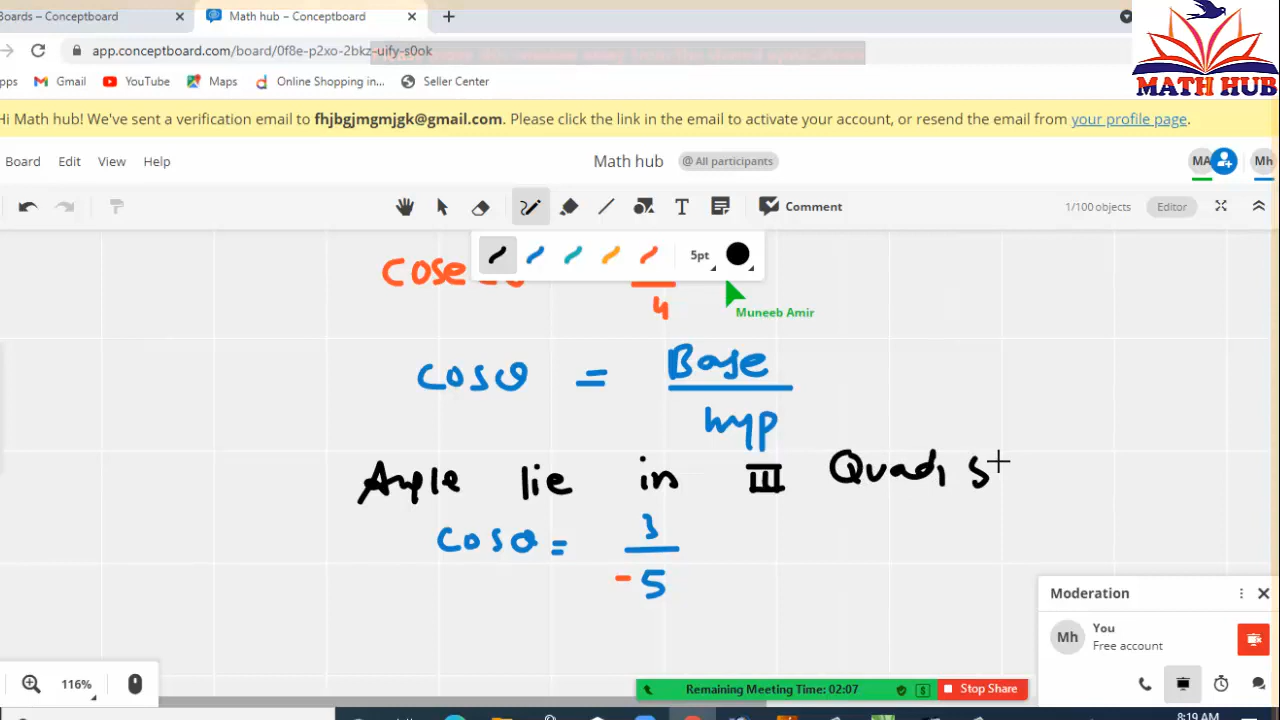 Boards – Conceptboard
Math hub – Conceptboard
app.conceptboard.com/board/0f8e-p2xo-2bkz-uify-s0ok
pps Gmail YouTube Maps Online Shopping in... Seller Center
MATH HUB
Hi Math hub! We've sent a verification email to fhjbgjmgmjgk@gmail.com. Please click the link in the email to activate your account, or resend the email from your profile page.
Board Edit View Help
Math hub @ All participants
MA Mh
Comment
1/100 objects Editor
5pt
4
Muneeb Amir
cosθ = Base
hyp
Angle lie in III Quad, s
cosθ = 3
-5
Moderation
Mh You
Free account
116%
Remaining Meeting Time: 02:07
Stop Share
8:19 AM